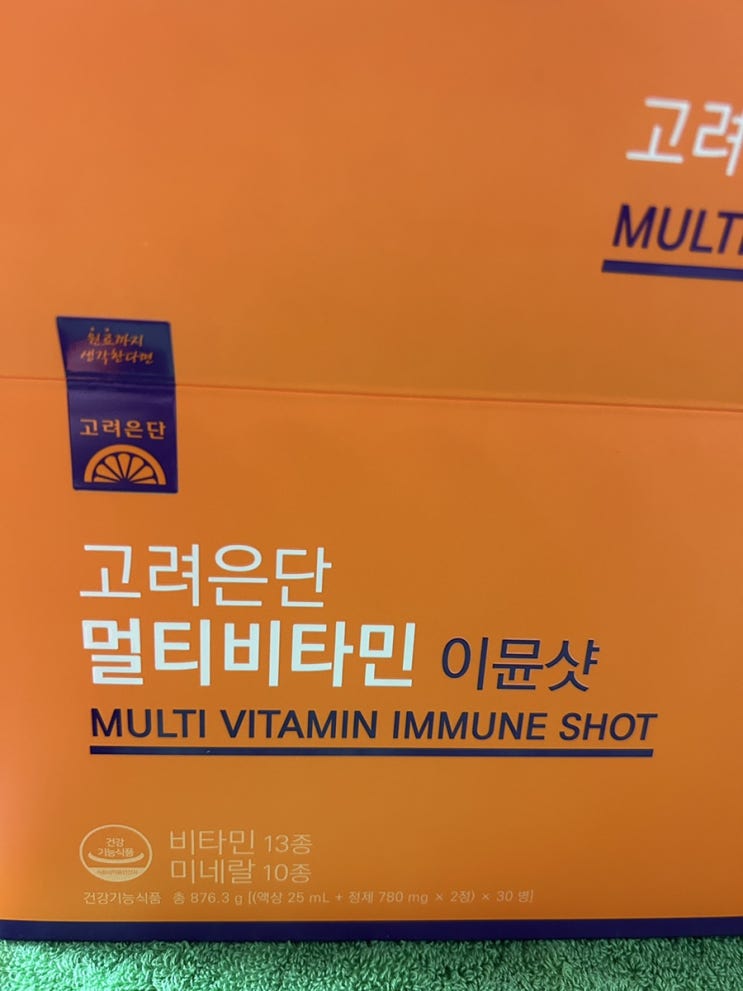 고려
MULTI
원료까지
생각한다면
고려은단
고려은단
멀티비타민 이뮨샷
MULTI VITAMIN IMMUNE SHOT
건강
기능식품
비타민 13종
미네랄 10종
건강기능식품 총 876.3 g [(액상 25 mL + 정제 780 mg × 2정) × 30 병]